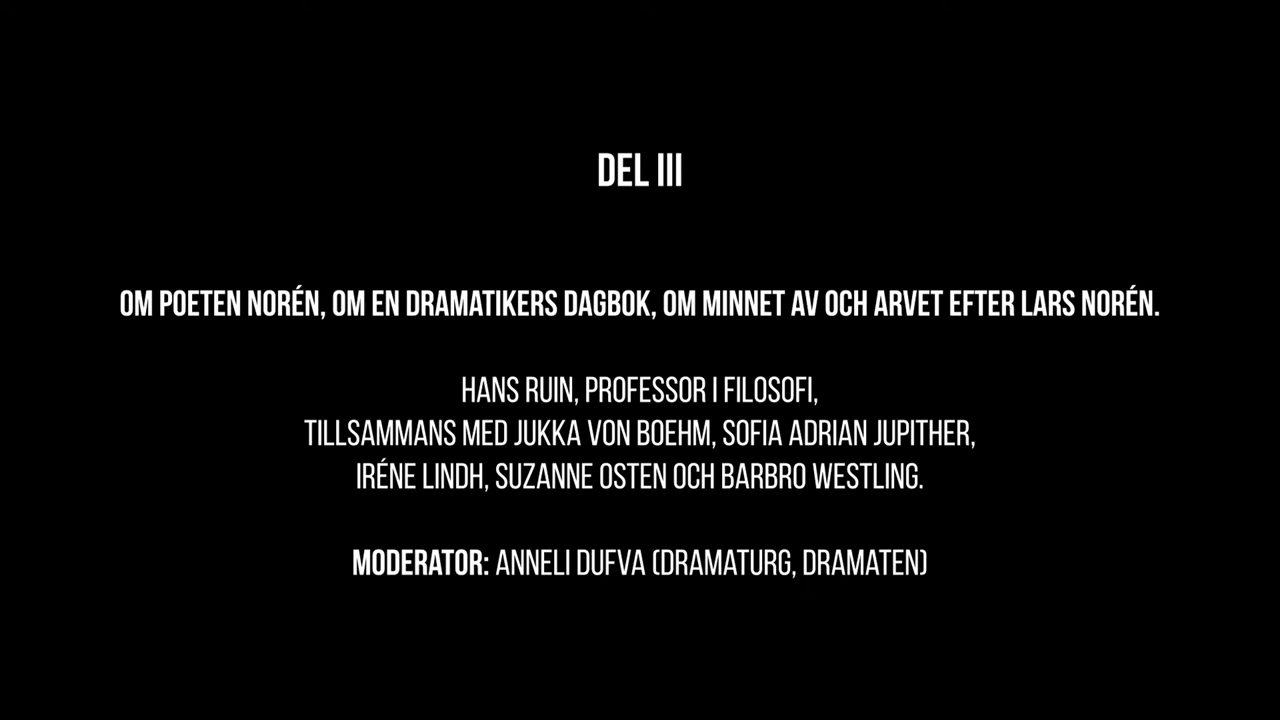 DEL III
OM POETEN NORÉN, OM EN DRAMATIKERS DAGBOK, OM MINNET AV OCH ARVET EFTER LARS NORÉN.
HANS RUIN, PROFESSOR I FILOSOFI,
TILLSAMMANS MED JUKKA VON BOEHM, SOFIA ADRIAN JUPITHER,
IRÉNE LINDH, SUZANNE OSTEN OCH BARBRO WESTLING.
MODERATOR: ANNELI DUFVA (DRAMATURG, DRAMATEN)